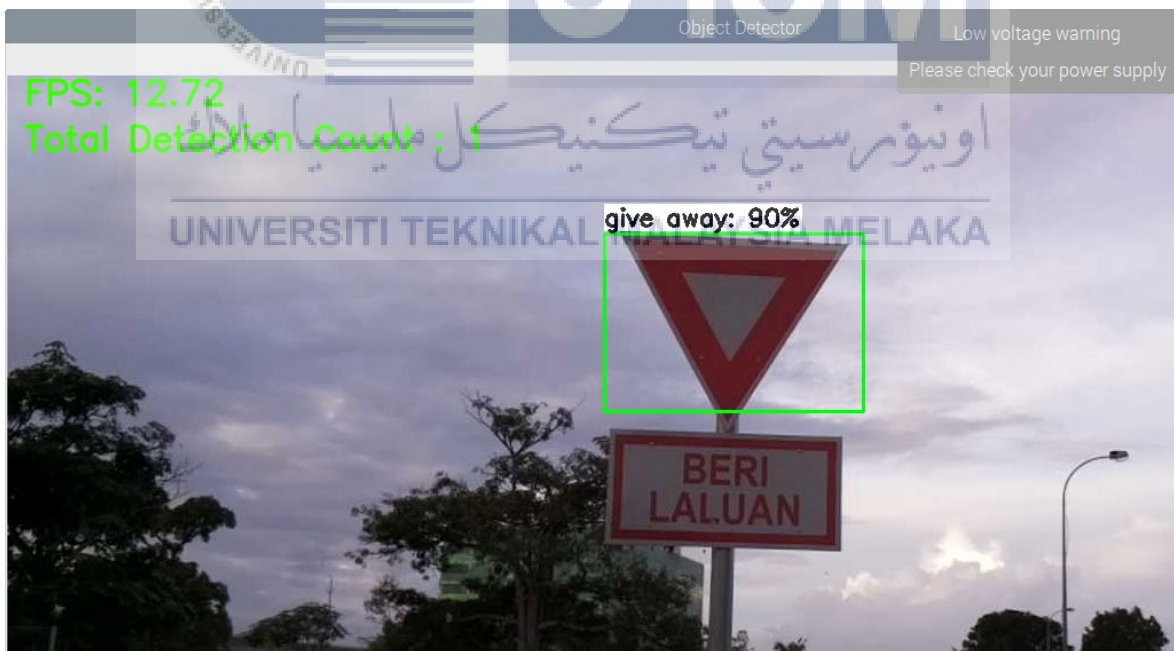 Object Detector
Low voltage warning
Please check your power supply
FPS: 12.72
Total Detection Count : 1
اونيۏرسيتي تيکنيکل مليسيا ملاك
UNIVERSITI TEKNIKAL MALAYSIA MELAKA
give away: 90%
BERI
LALUAN